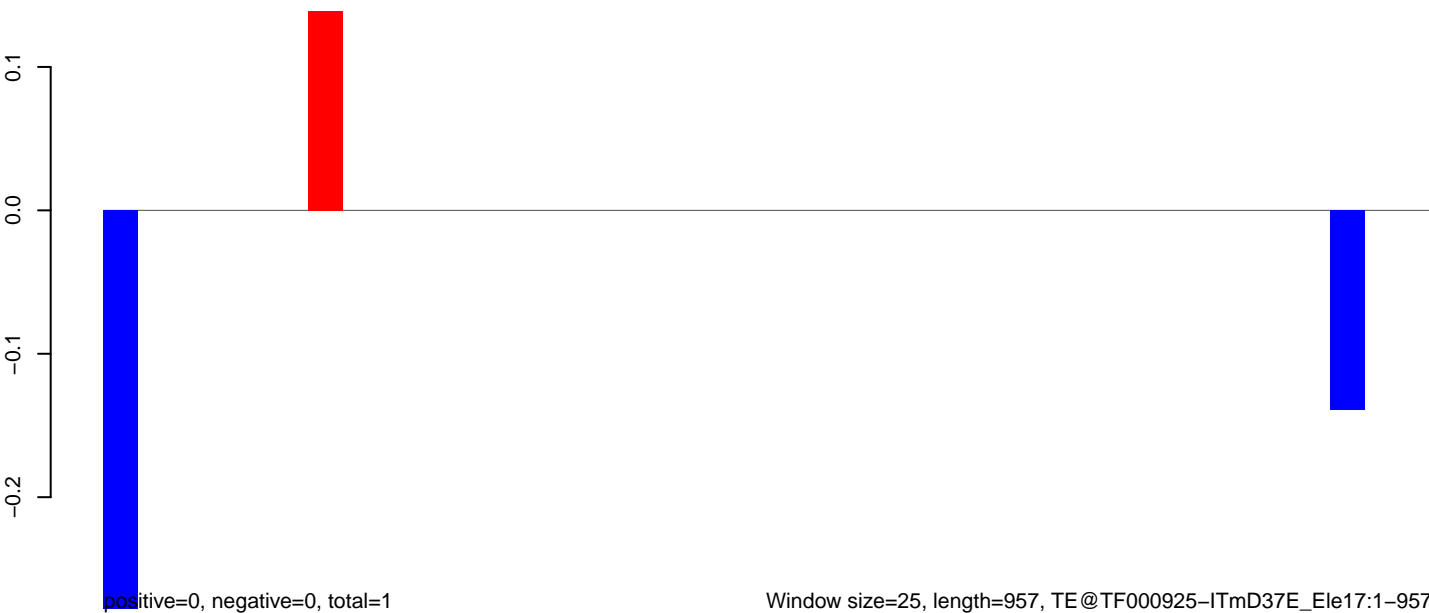 0.1
0.0
−0.1
−0.2
positive=0, negative=0, total=1
Window size=25, length=957, TE@TF000925−ITmD37E_Ele17:1−957